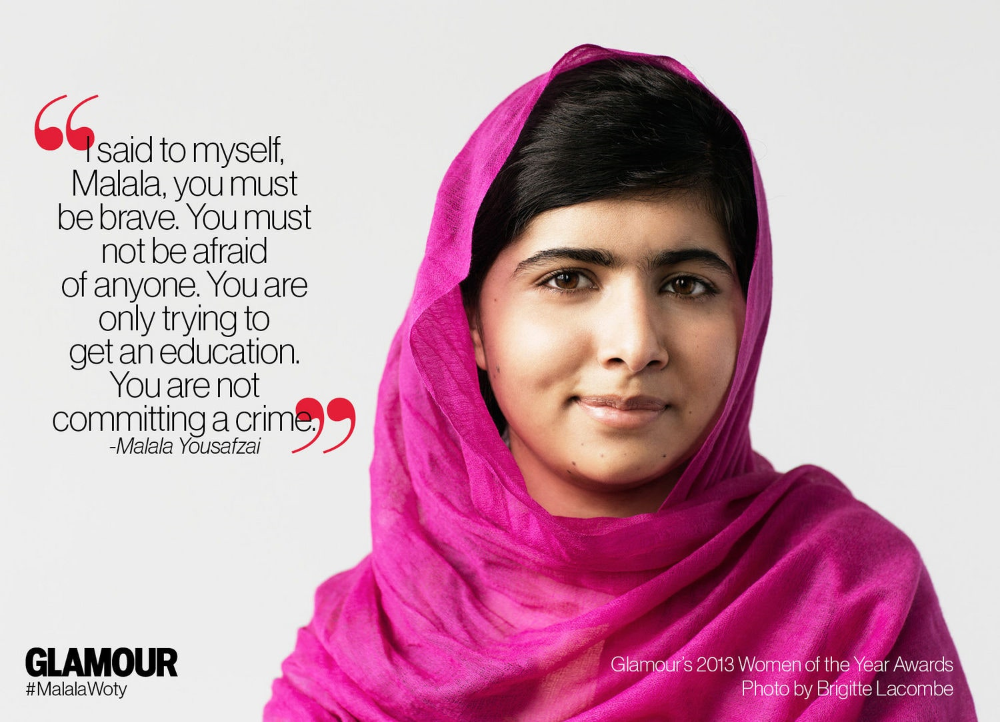 “I said to myself,
Malala, you must
be brave. You must
not be afraid
of anyone. You are
only trying to
get an education.
You are not
committing a crime.”
-Malala Yousafzai
GLAMOUR
#MalalaWoty
Glamour's 2013 Women of the Year Awards
Photo by Brigitte Lacombe